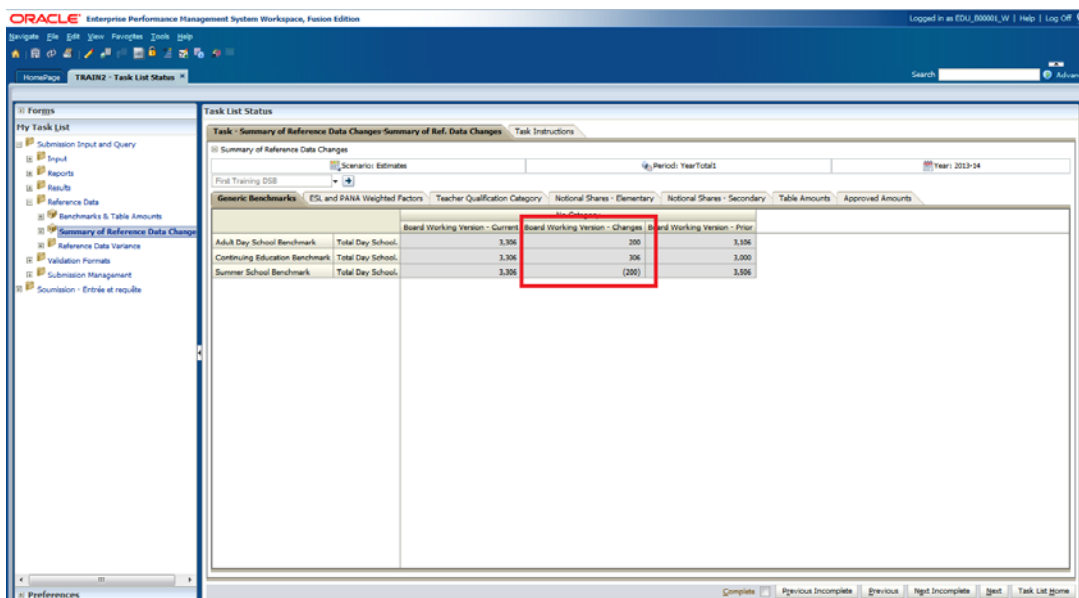 ORACLE Enterprise Performance Management System Workspace, Fusion Edition
Logged in as EDU_B00001_W | Help | Log Off
Navigate File Edit View Favorites Tools Help
HomePage TRAIN2 - Task List Status
Search Advan
Forms
My Task List
Submission Input and Query
Input
Reports
Results
Reference Data
Benchmarks & Table Amounts
Summary of Reference Data Change
Reference Data Variance
Validation Formats
Submission Management
Soumission - Entrée et requête
Preferences
Task List Status
Task - Summary of Reference Data Changes-Summary of Ref. Data Changes Task Instructions
Summary of Reference Data Changes
Scenario: Estimates Period: YearTotal1 Year: 2013-14
First Training DSB
Generic Benchmarks ESL and PANA Weighted Factors Teacher Qualification Category Notional Shares - Elementary Notional Shares - Secondary Table Amounts Approved Amounts
No Category
Board Working Version - Current Board Working Version - Changes Board Working Version - Prior
Adult Day School Benchmark Total Day School. 3,306 200 3,106
Continuing Education Benchmark Total Day School. 3,306 306 3,000
Summer School Benchmark Total Day School. 3,306 (200) 3,506
Complete Previous Incomplete Previous Next Incomplete Next Task List Home